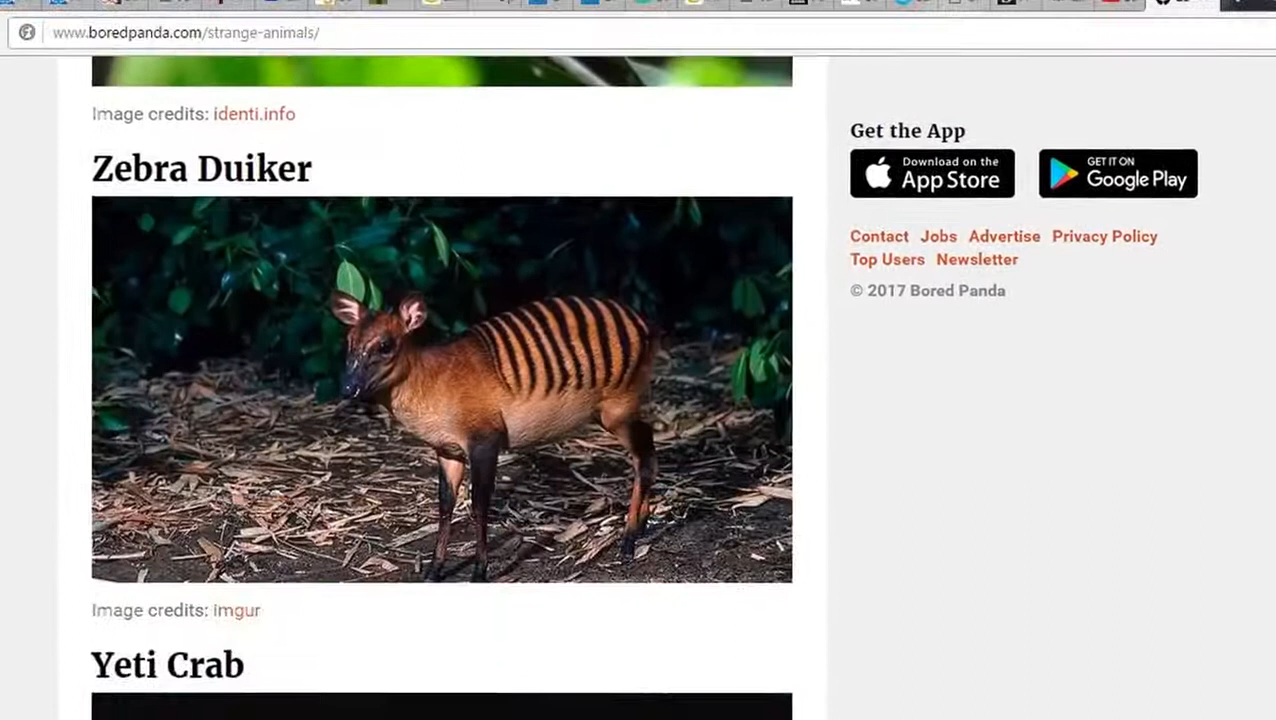 www.boredpanda.com/strange-animals/
Image credits: identi.info
Zebra Duiker
Image credits: imgur
Yeti Crab
Get the App
Download on the
App Store
GET IT ON
Google Play
Contact Jobs Advertise Privacy Policy
Top Users Newsletter
© 2017 Bored Panda